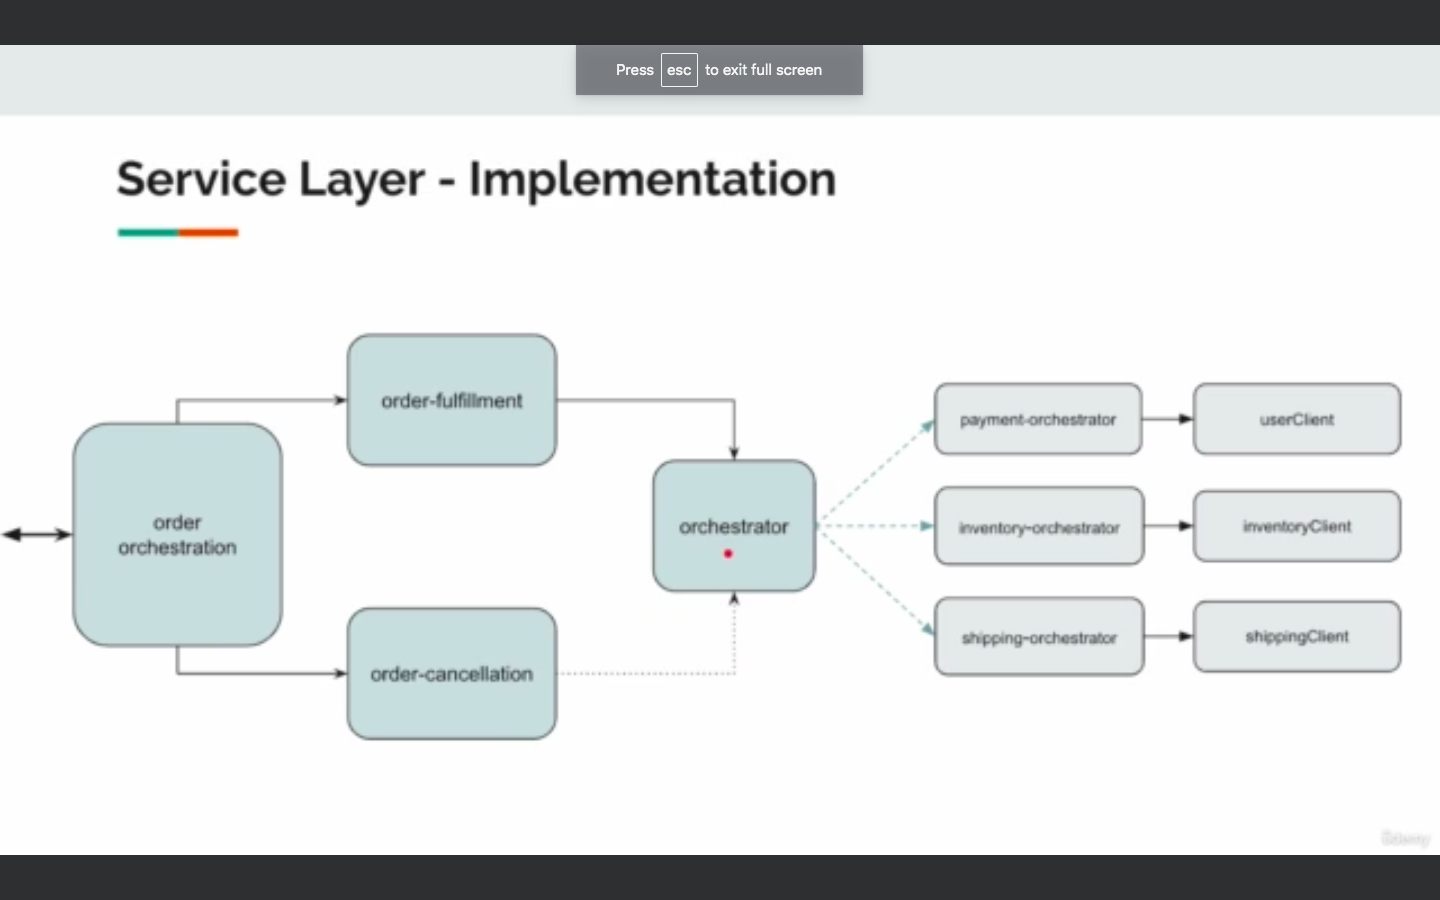 Press esc to exit full screen
Service Layer - Implementation
order-fulfillment
payment-orchestrator
userClient
order
orchestration
orchestrator
inventory-orchestrator
inventoryClient
shipping-orchestrator
shippingClient
order-cancellation
Udemy